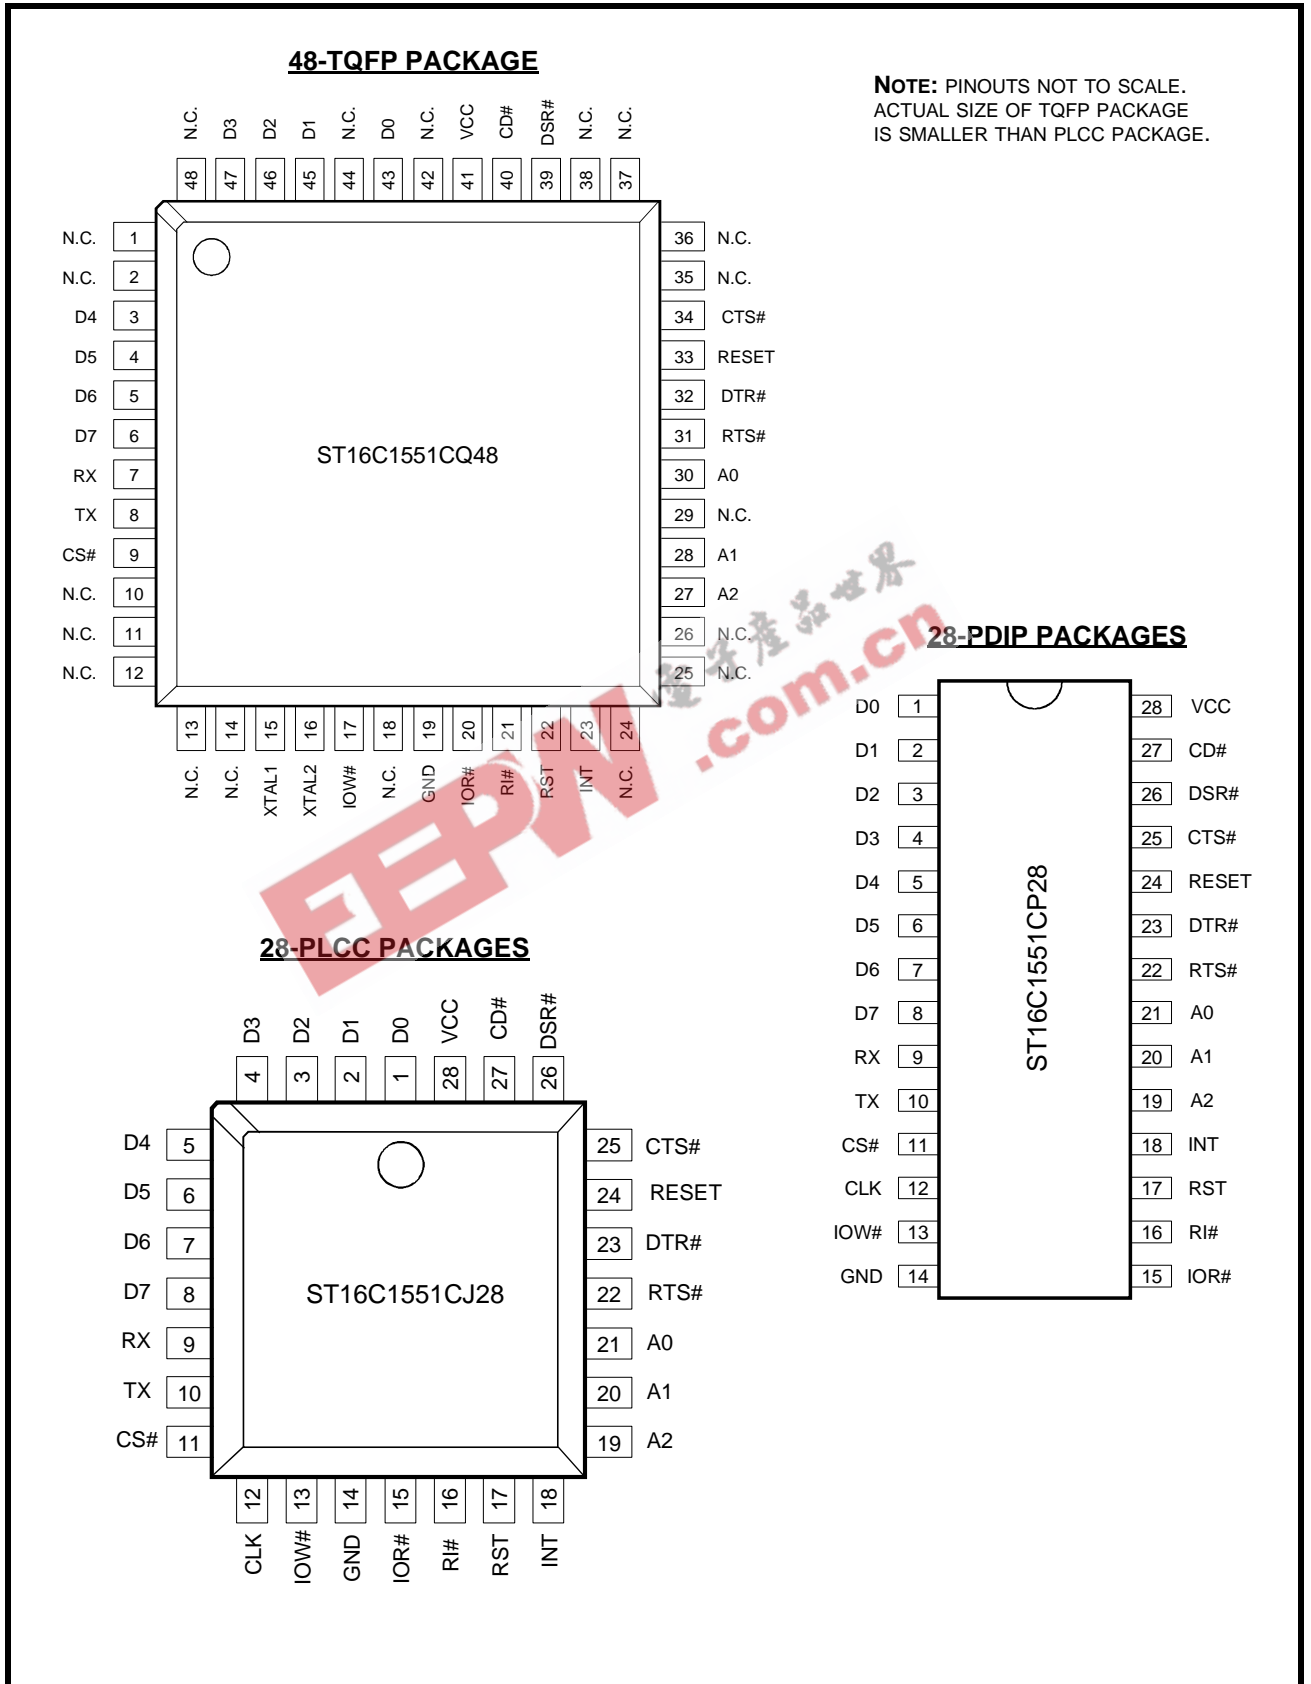 48-TQFP PACKAGE
NOTE: PINOUTS NOT TO SCALE.
ACTUAL SIZE OF TQFP PACKAGE
IS SMALLER THAN PLCC PACKAGE.
N.C. D3 D2 D1 N.C. D0 N.C. VCC CD# DSR# N.C. N.C.
48 47 46 45 44 43 42 41 40 39 38 37
N.C. 1 36 N.C.
N.C. 2 35 N.C.
D4 3 34 CTS#
D5 4 33 RESET
D6 5 32 DTR#
D7 6 31 RTS#
ST16C1551CQ48
RX 7 30 A0
TX 8 29 N.C.
CS# 9 28 A1
N.C. 10 27 A2
N.C. 11 26 N.C.
N.C. 12 25 N.C.
13 14 15 16 17 18 19 20 21 22 23 24
N.C. N.C. XTAL1 XTAL2 IOW# N.C. GND IOR# RI# RST INT N.C.
電子產品世界
EEPW .com.cn
28-PDIP PACKAGES
D0 1 28 VCC
D1 2 27 CD#
D2 3 26 DSR#
D3 4 25 CTS#
D4 5 24 RESET
D5 6 23 DTR#
D6 7 22 RTS#
D7 8 21 A0
RX 9 20 A1
TX 10 19 A2
CS# 11 18 INT
CLK 12 17 RST
IOW# 13 16 RI#
GND 14 15 IOR#
ST16C1551CP28
28-PLCC PACKAGES
D3 D2 D1 D0 VCC CD# DSR#
4 3 2 1 28 27 26
D4 5 25 CTS#
D5 6 24 RESET
D6 7 23 DTR#
D7 8 22 RTS#
ST16C1551CJ28
RX 9 21 A0
TX 10 20 A1
CS# 11 19 A2
12 13 14 15 16 17 18
CLK IOW# GND IOR# RI# RST INT